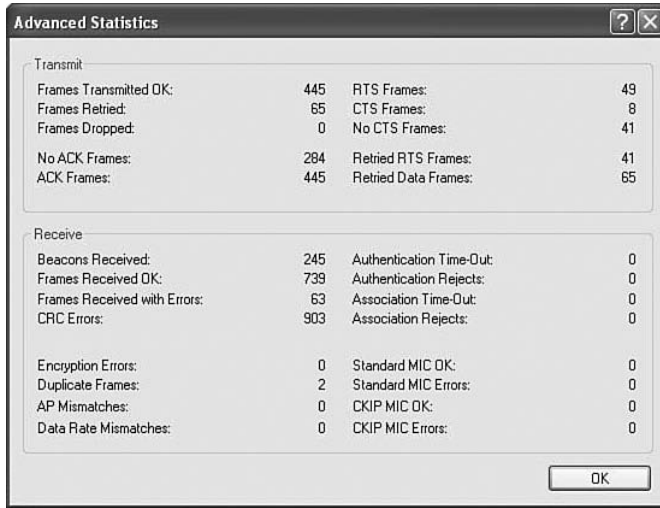 Advanced Statistics
Transmit
Frames Transmitted OK: 445 RTS Frames: 49
Frames Retried: 65 CTS Frames: 8
Frames Dropped: 0 No CTS Frames: 41
No ACK Frames: 284 Retried RTS Frames: 41
ACK Frames: 445 Retried Data Frames: 65
Receive
Beacons Received: 245 Authentication Time-Out: 0
Frames Received OK: 739 Authentication Rejects: 0
Frames Received with Errors: 63 Association Time-Out: 0
CRC Errors: 903 Association Rejects: 0
Encryption Errors: 0 Standard MIC OK: 0
Duplicate Frames: 2 Standard MIC Errors: 0
AP Mismatches: 0 CKIP MIC OK: 0
Data Rate Mismatches: 0 CKIP MIC Errors: 0
OK